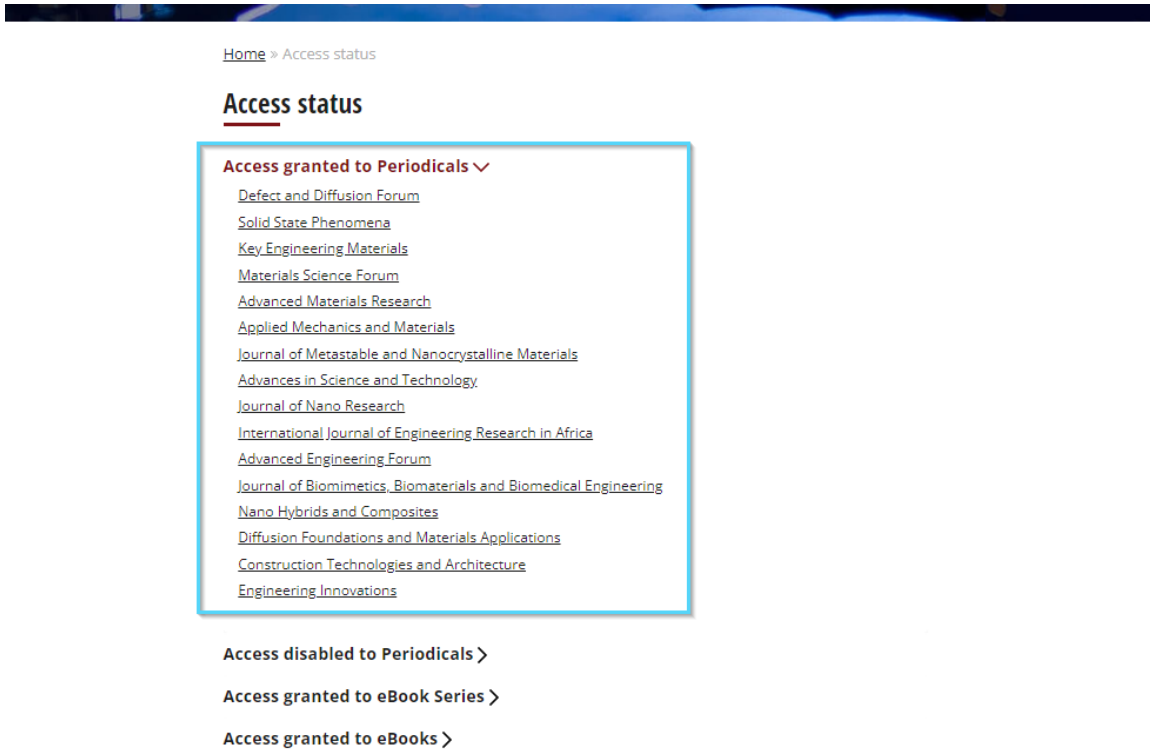 Home » Access status
Access status
Access granted to Periodicals
Defect and Diffusion Forum
Solid State Phenomena
Key Engineering Materials
Materials Science Forum
Advanced Materials Research
Applied Mechanics and Materials
Journal of Metastable and Nanocrystalline Materials
Advances in Science and Technology
Journal of Nano Research
International Journal of Engineering Research in Africa
Advanced Engineering Forum
Journal of Biomimetics, Biomaterials and Biomedical Engineering
Nano Hybrids and Composites
Diffusion Foundations and Materials Applications
Construction Technologies and Architecture
Engineering Innovations
Access disabled to Periodicals
Access granted to eBook Series
Access granted to eBooks